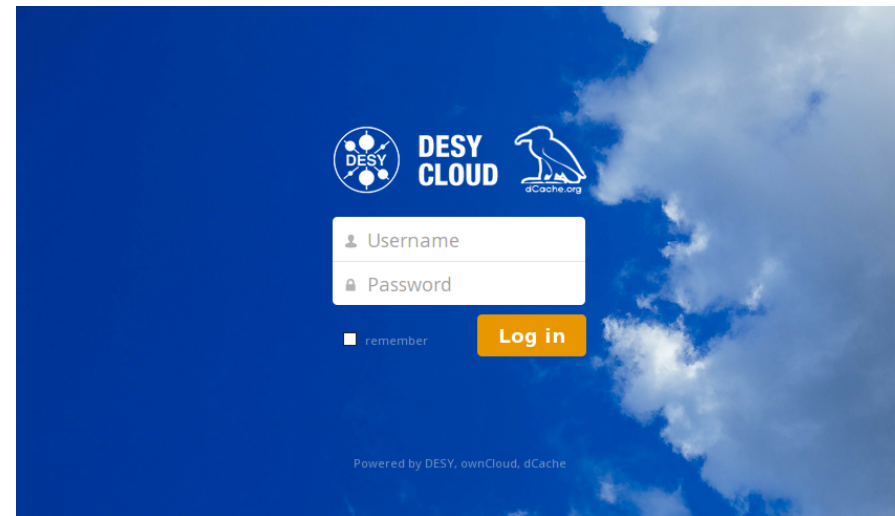 DESY
DESY
CLOUD
dCache.org
Username
Password
remember
Log in
Powered by DESY, ownCloud, dCache